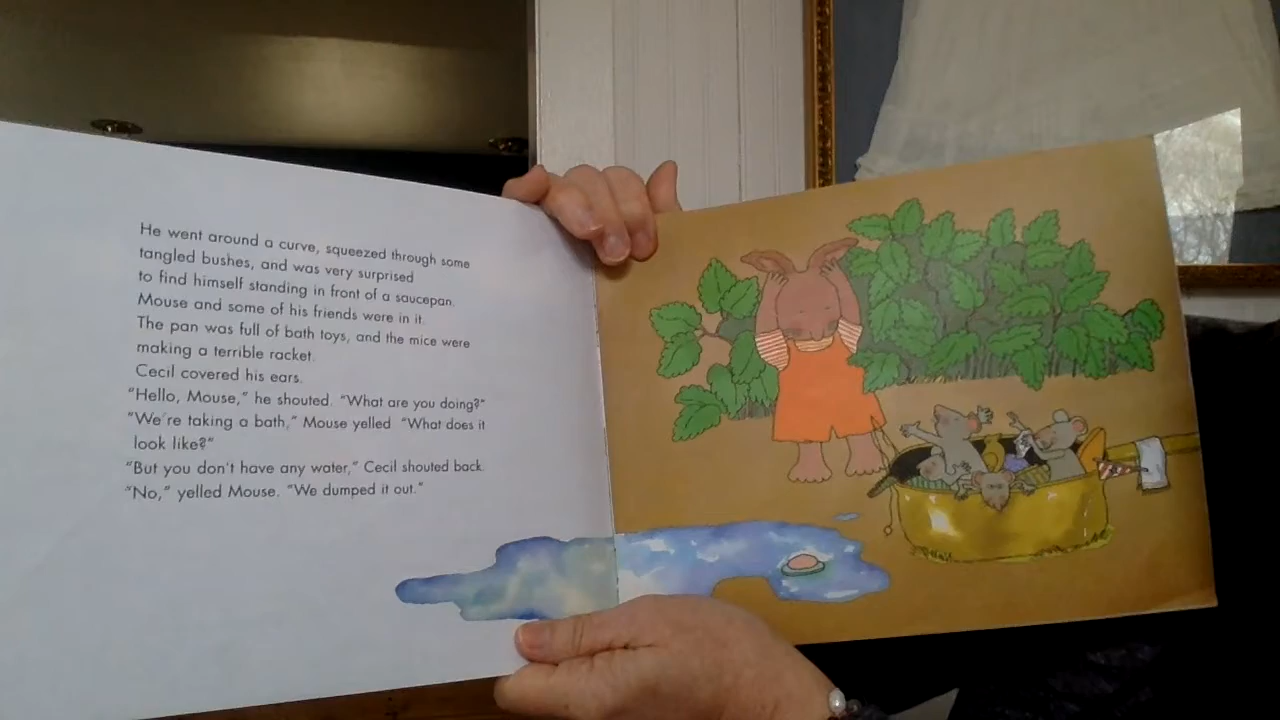 He went around a curve, squeezed through some
tangled bushes, and was very surprised
to find himself standing in front of a saucepan.
Mouse and some of his friends were in it.
The pan was full of bath toys, and the mice were
making a terrible racket.
Cecil covered his ears.
"Hello, Mouse," he shouted. "What are you doing?"
"We're taking a bath," Mouse yelled "What does it
look like?"
"But you don't have any water," Cecil shouted back.
"No," yelled Mouse. "We dumped it out."